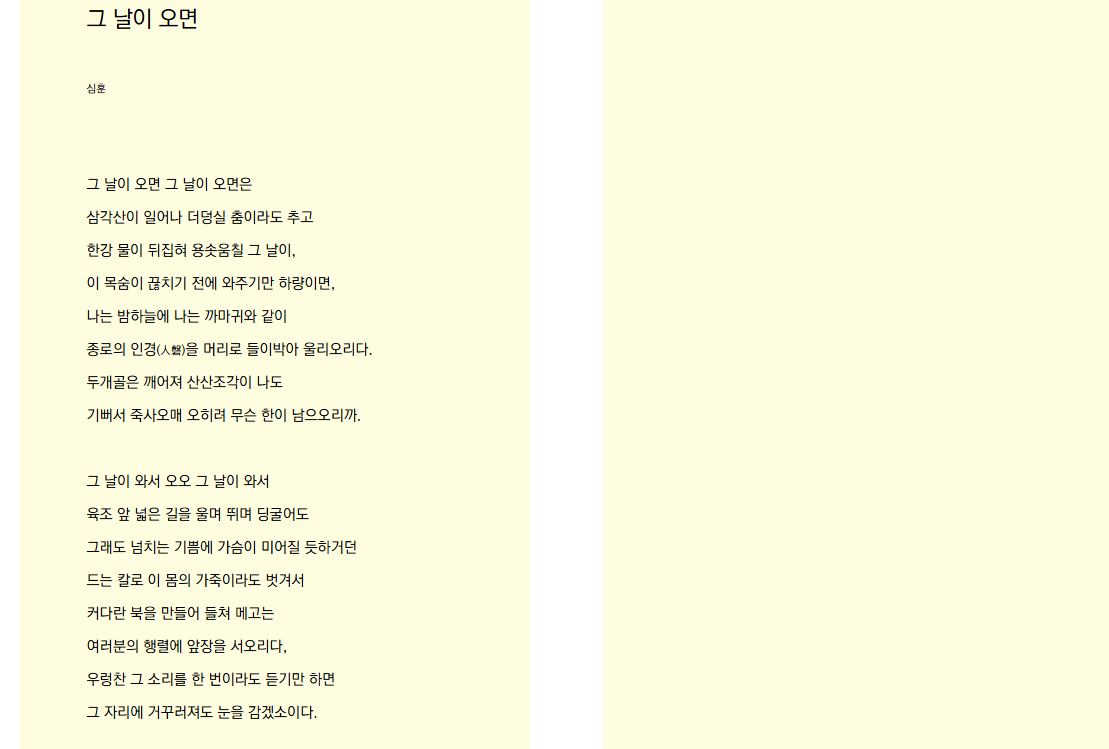 그 날이 오면
심훈
그 날이 오면 그 날이 오면은
삼각산이 일어나 더덩실 춤이라도 추고
한강 물이 뒤집혀 용솟움칠 그 날이,
이 목숨이 끊치기 전에 와주기만 하량이면,
나는 밤하늘에 나는 까마귀와 같이
종로의 인경(人磬)을 머리로 들이박아 울리오리다.
두개골은 깨어져 산산조각이 나도
기뻐서 죽사오매 오히려 무슨 한이 남으오리까.
그 날이 와서 오오 그 날이 와서
육조 앞 넓은 길을 울며 뛰며 딩굴어도
그래도 넘치는 기쁨에 가슴이 미어질 듯하거던
드는 칼로 이 몸의 가죽이라도 벗겨서
커다란 북을 만들어 들쳐 메고는
여러분의 행렬에 앞장을 서오리다,
우렁찬 그 소리를 한 번이라도 듣기만 하면
그 자리에 거꾸러져도 눈을 감겠소이다.